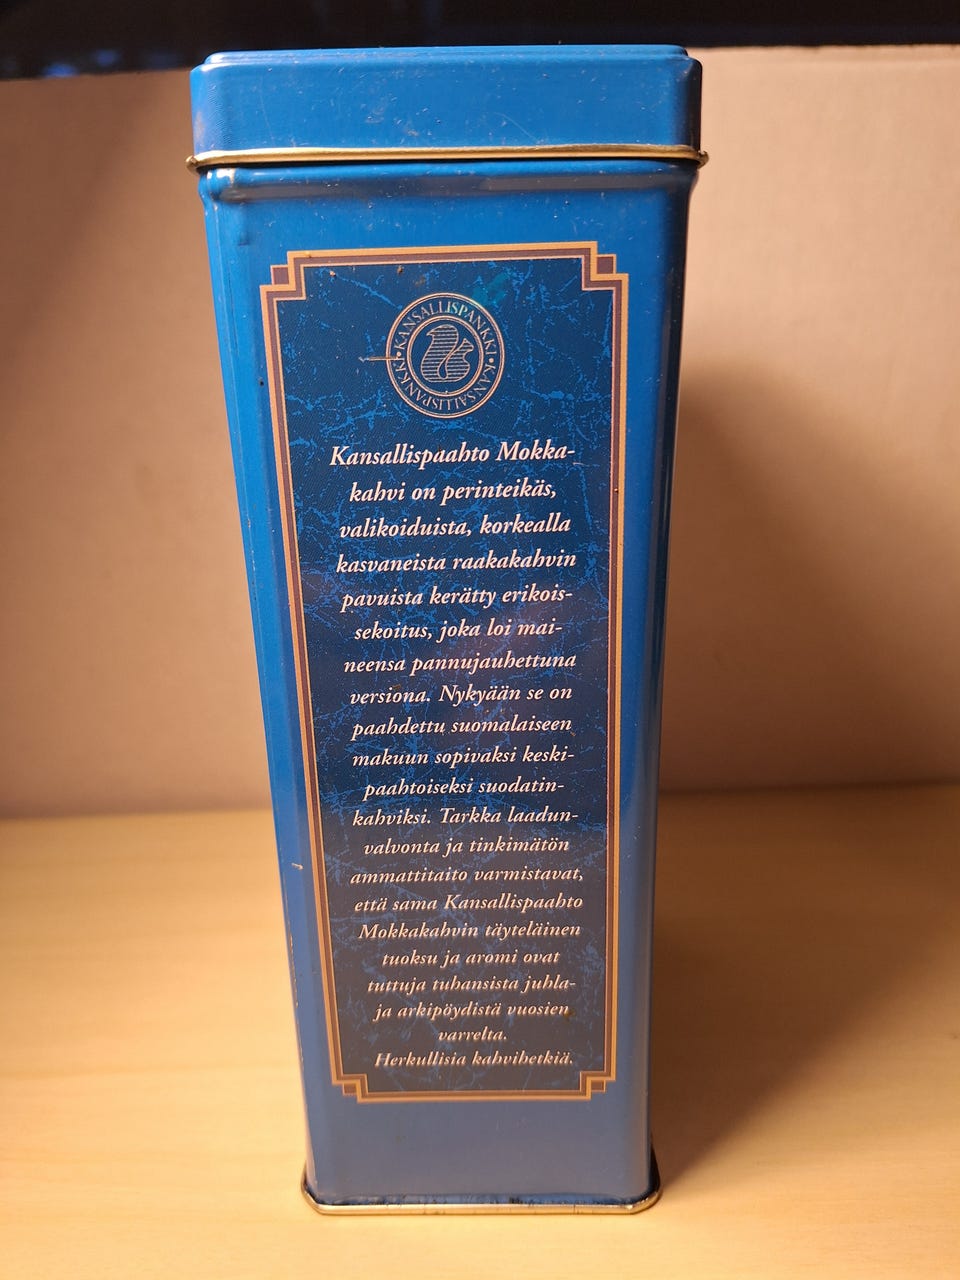 • KANSALLISPANKKI • KANSALLISPANKKI
Kansallispaahto Mokka-
kahvi on perinteikäs,
valikoiduista, korkealla
kasvaneista raakakahvin
pavuista kerätty erikois-
sekoitus, joka loi mai-
neensa pannujauhettuna
versiona. Nykyään se on
paahdettu suomalaiseen
makuun sopivaksi keski-
paahtoiseksi suodatin-
kahviksi. Tarkka laadun-
valvonta ja tinkimätön
ammattitaito varmistavat,
että sama Kansallispaahto
Mokkakahvin täyteläinen
tuoksu ja aromi ovat
tuttuja tuhansista juhla-
ja arkipöydistä vuosien
varrelta.
Herkullisia kahvihetkiä.